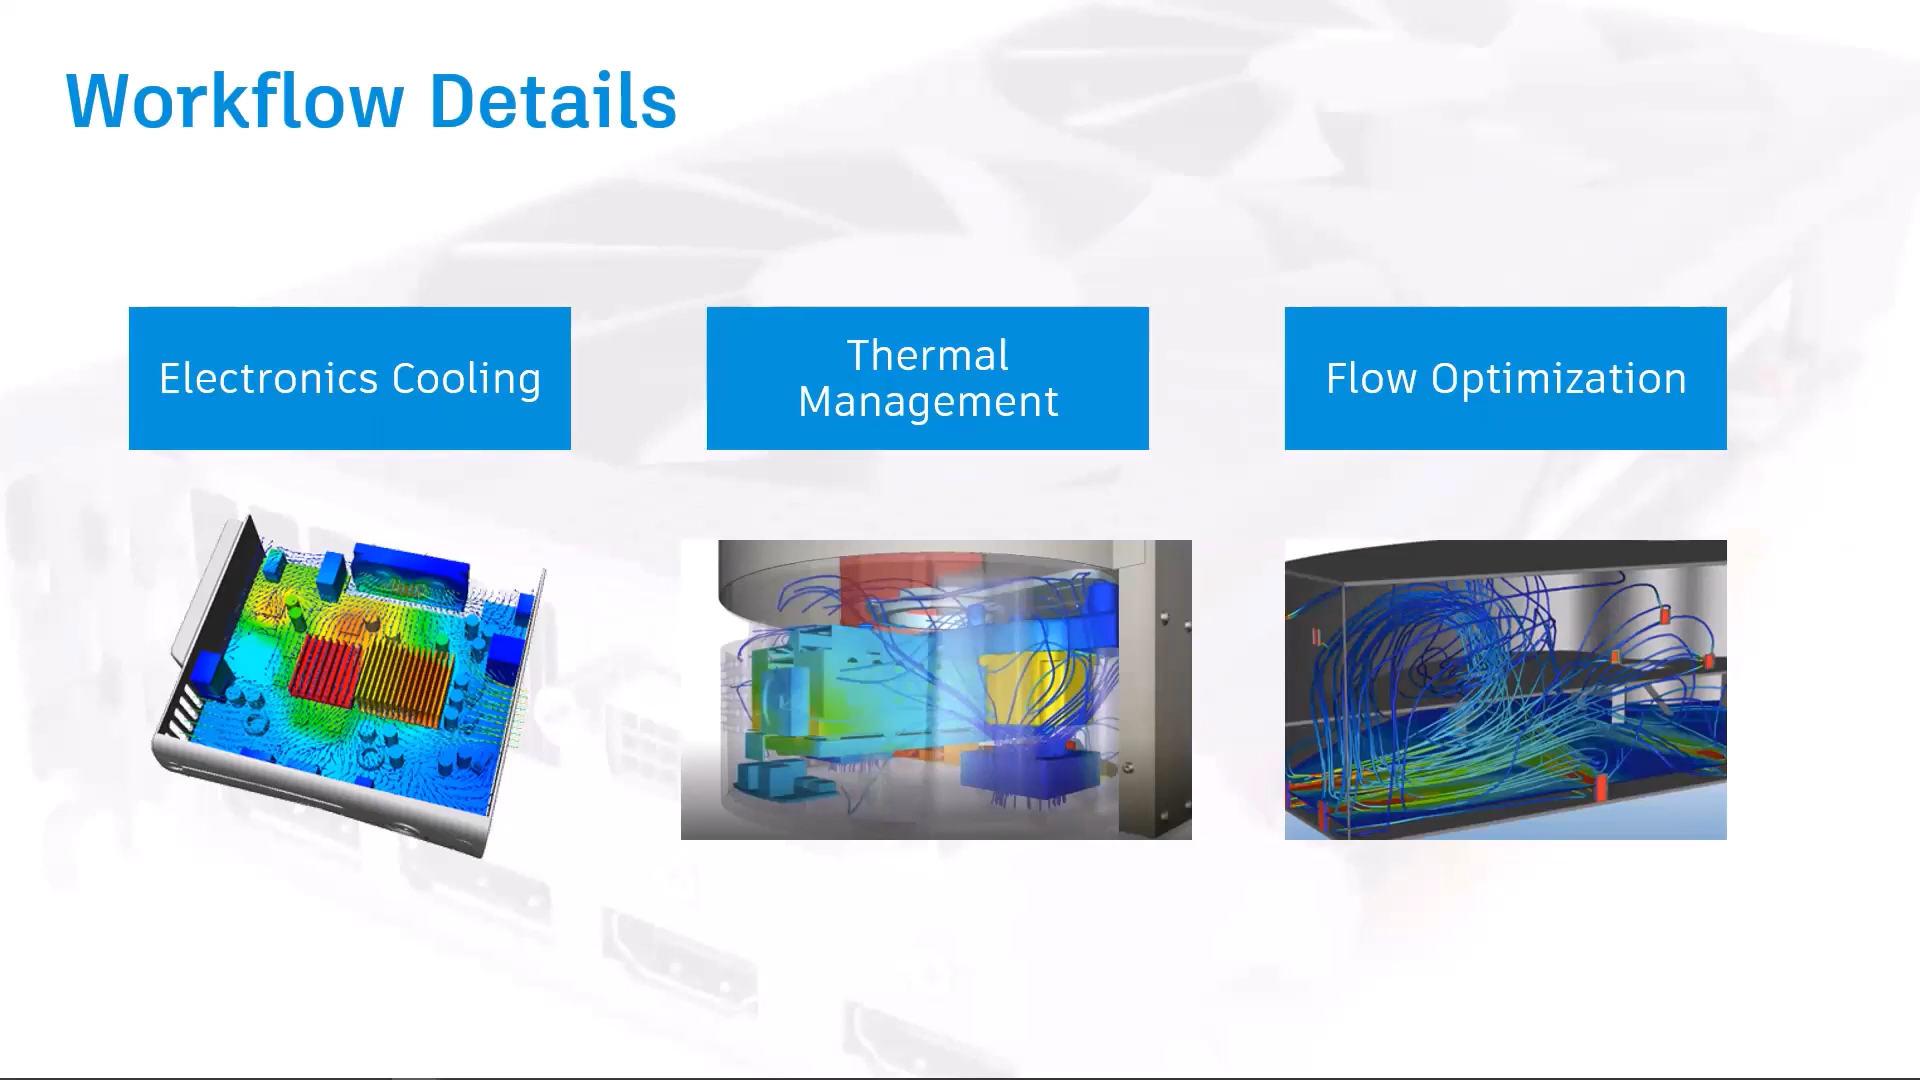 Workflow Details
Electronics Cooling
Thermal
Management
Flow Optimization